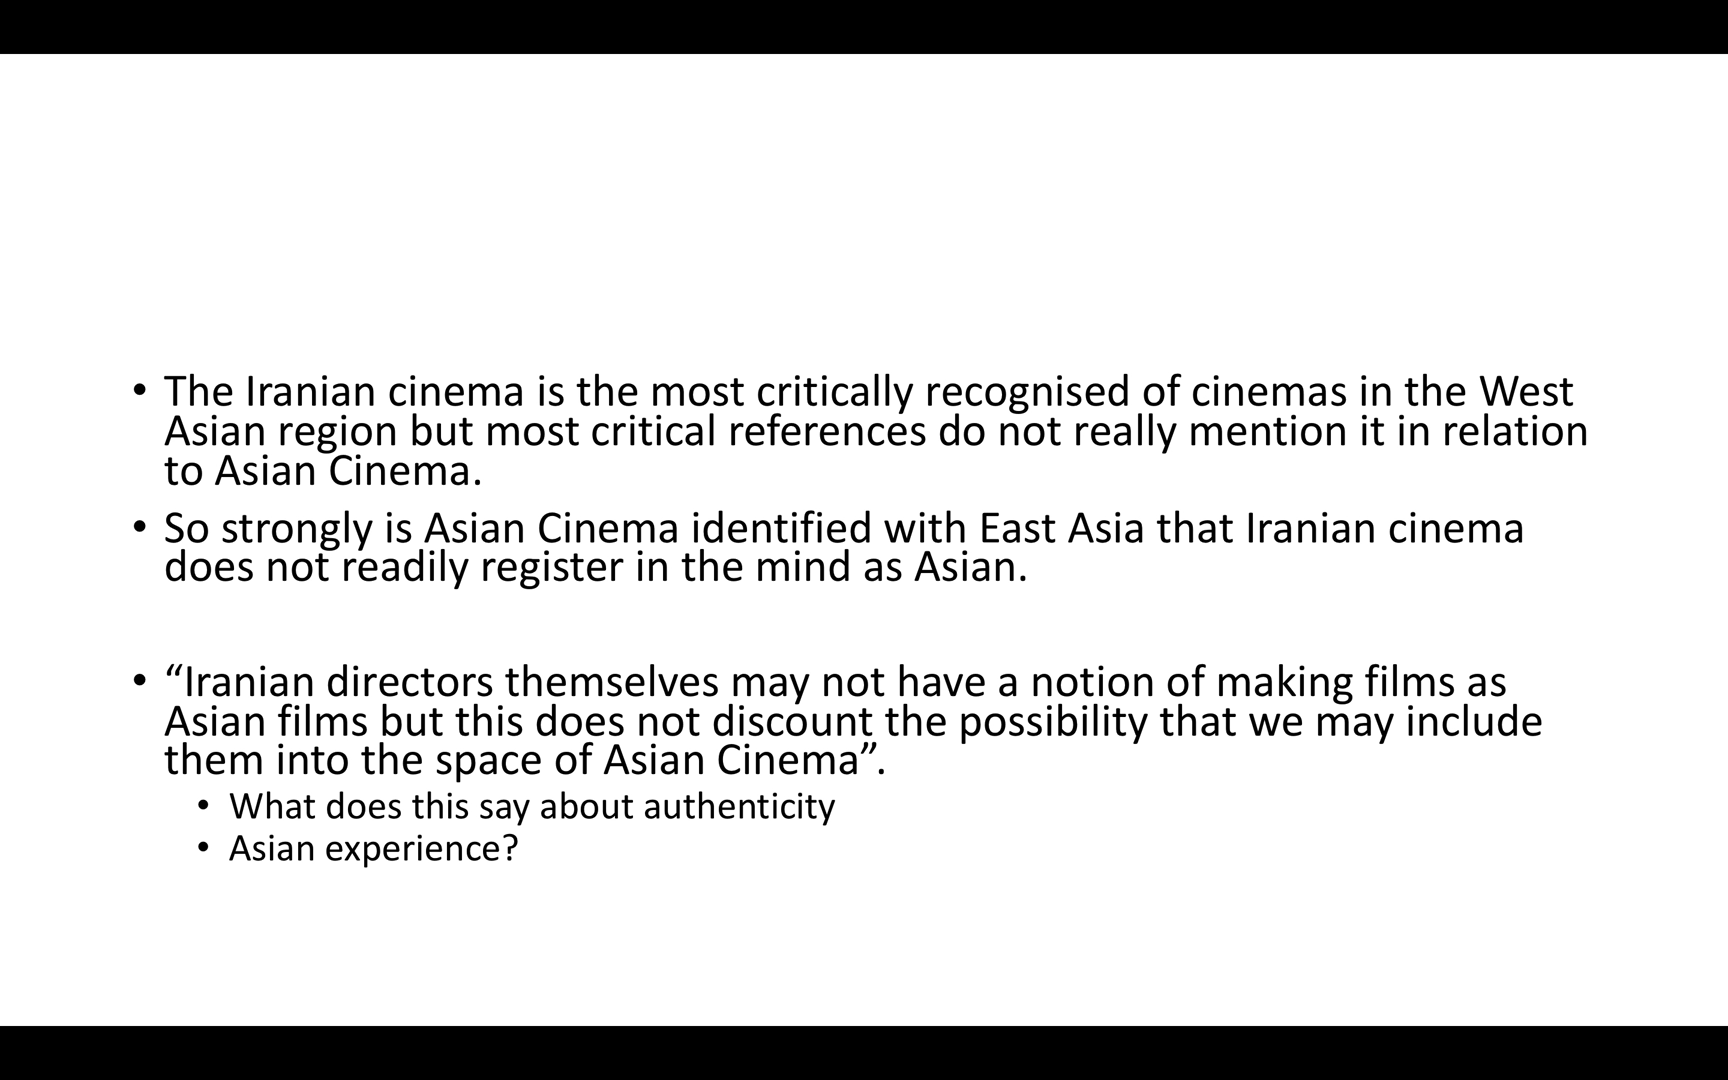 • The Iranian cinema is the most critically recognised of cinemas in the West
Asian region but most critical references do not really mention it in relation
to Asian Cinema.
• So strongly is Asian Cinema identified with East Asia that Iranian cinema
does not readily register in the mind as Asian.
• “Iranian directors themselves may not have a notion of making films as
Asian films but this does not discount the possibility that we may include
them into the space of Asian Cinema”.
• What does this say about authenticity
• Asian experience?